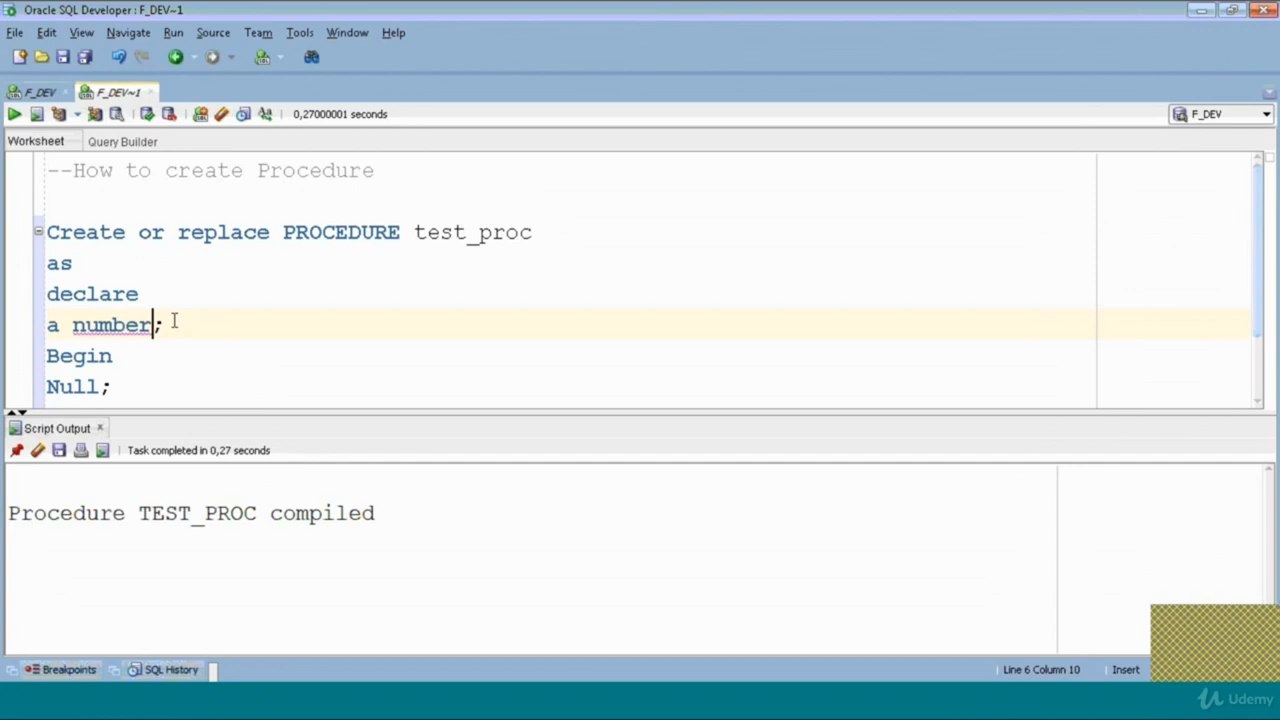 Oracle SQL Developer : F_DEV~1
File Edit View Navigate Run Source Team Tools Window Help
F_DEV F_DEV~1
0,27000001 seconds F_DEV
Worksheet Query Builder
--How to create Procedure
Create or replace PROCEDURE test_proc
as
declare
a number;
Begin
Null;
Script Output
Task completed in 0,27 seconds
Procedure TEST_PROC compiled
Breakpoints SQL History Line 6 Column 10 Insert
Udemy